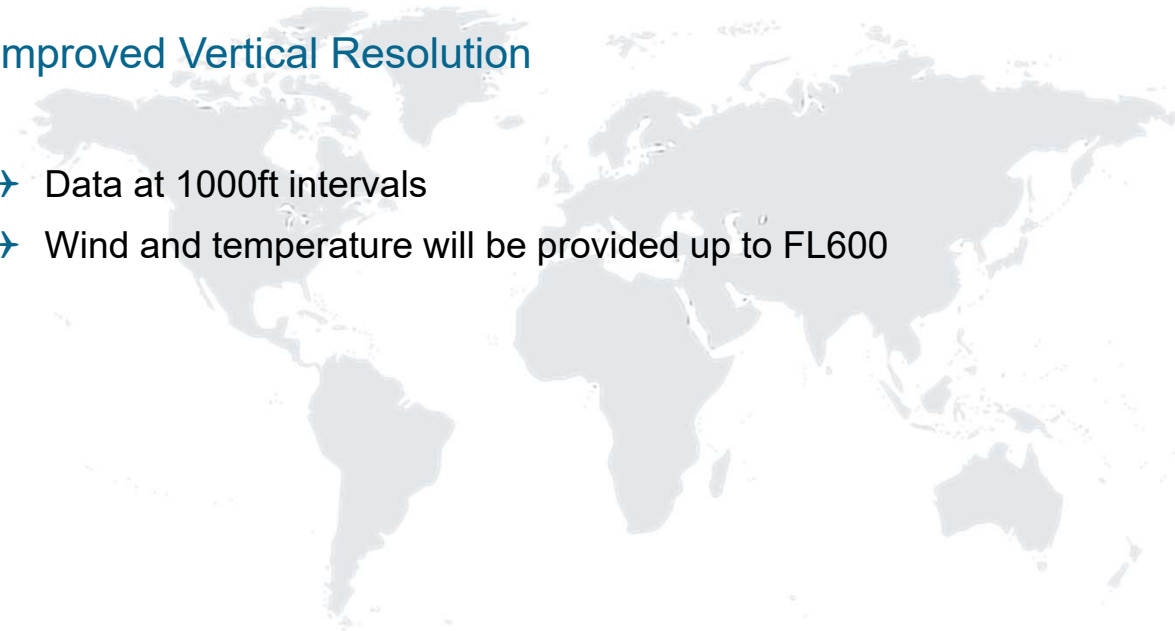 mproved Vertical Resolution
Data at 1000ft intervals
Wind and temperature will be provided up to FL600